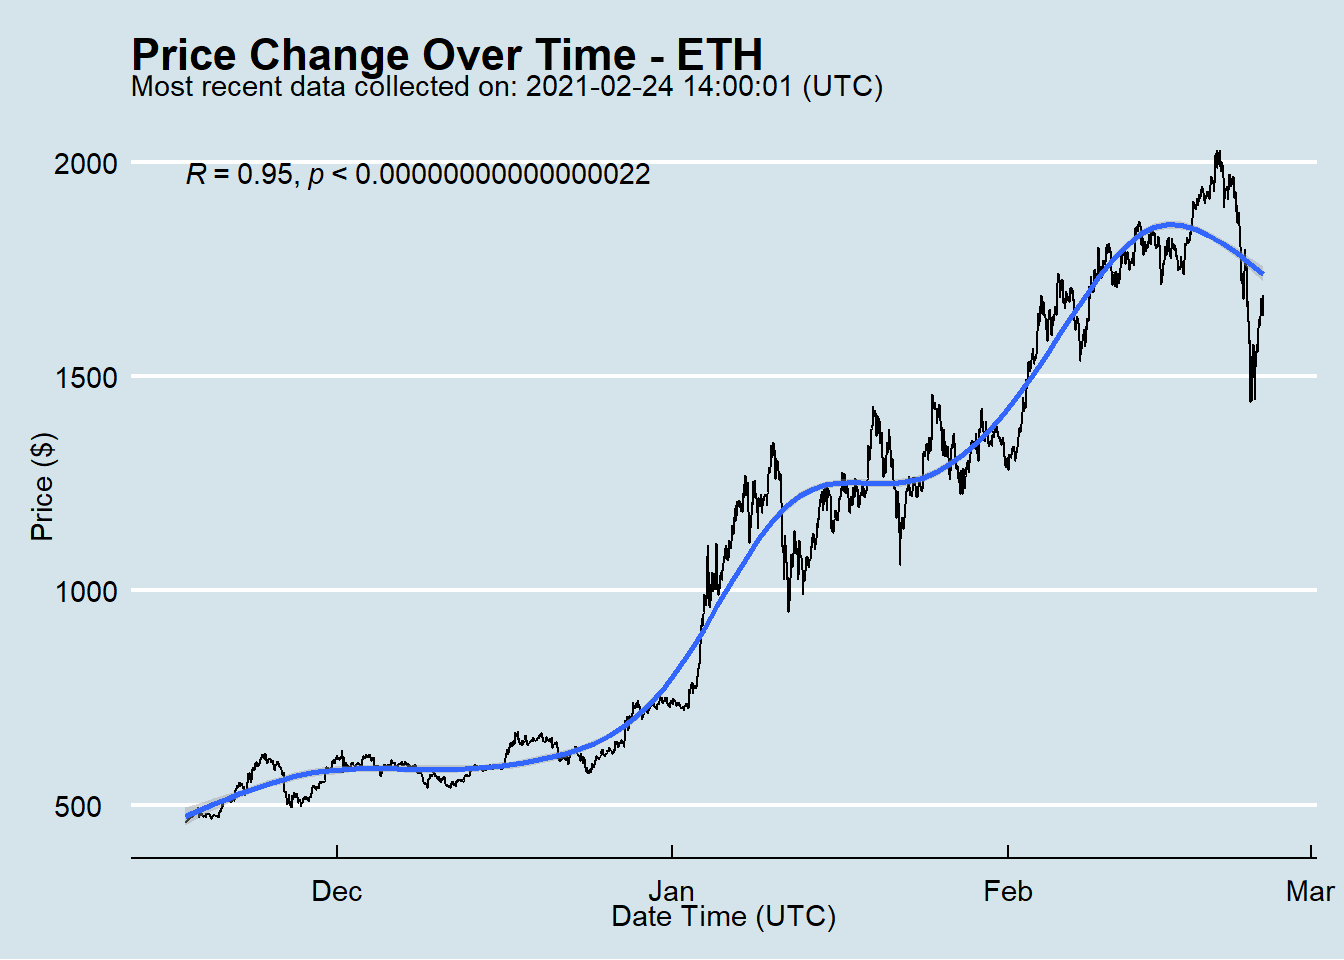 Price Change Over Time - ETH
Most recent data collected on: 2021-02-24 14:00:01 (UTC)
R = 0.95, p < 0.00000000000000022
2000
1500
1000
500
Price ($)
Dec Jan Feb Mar
Date Time (UTC)